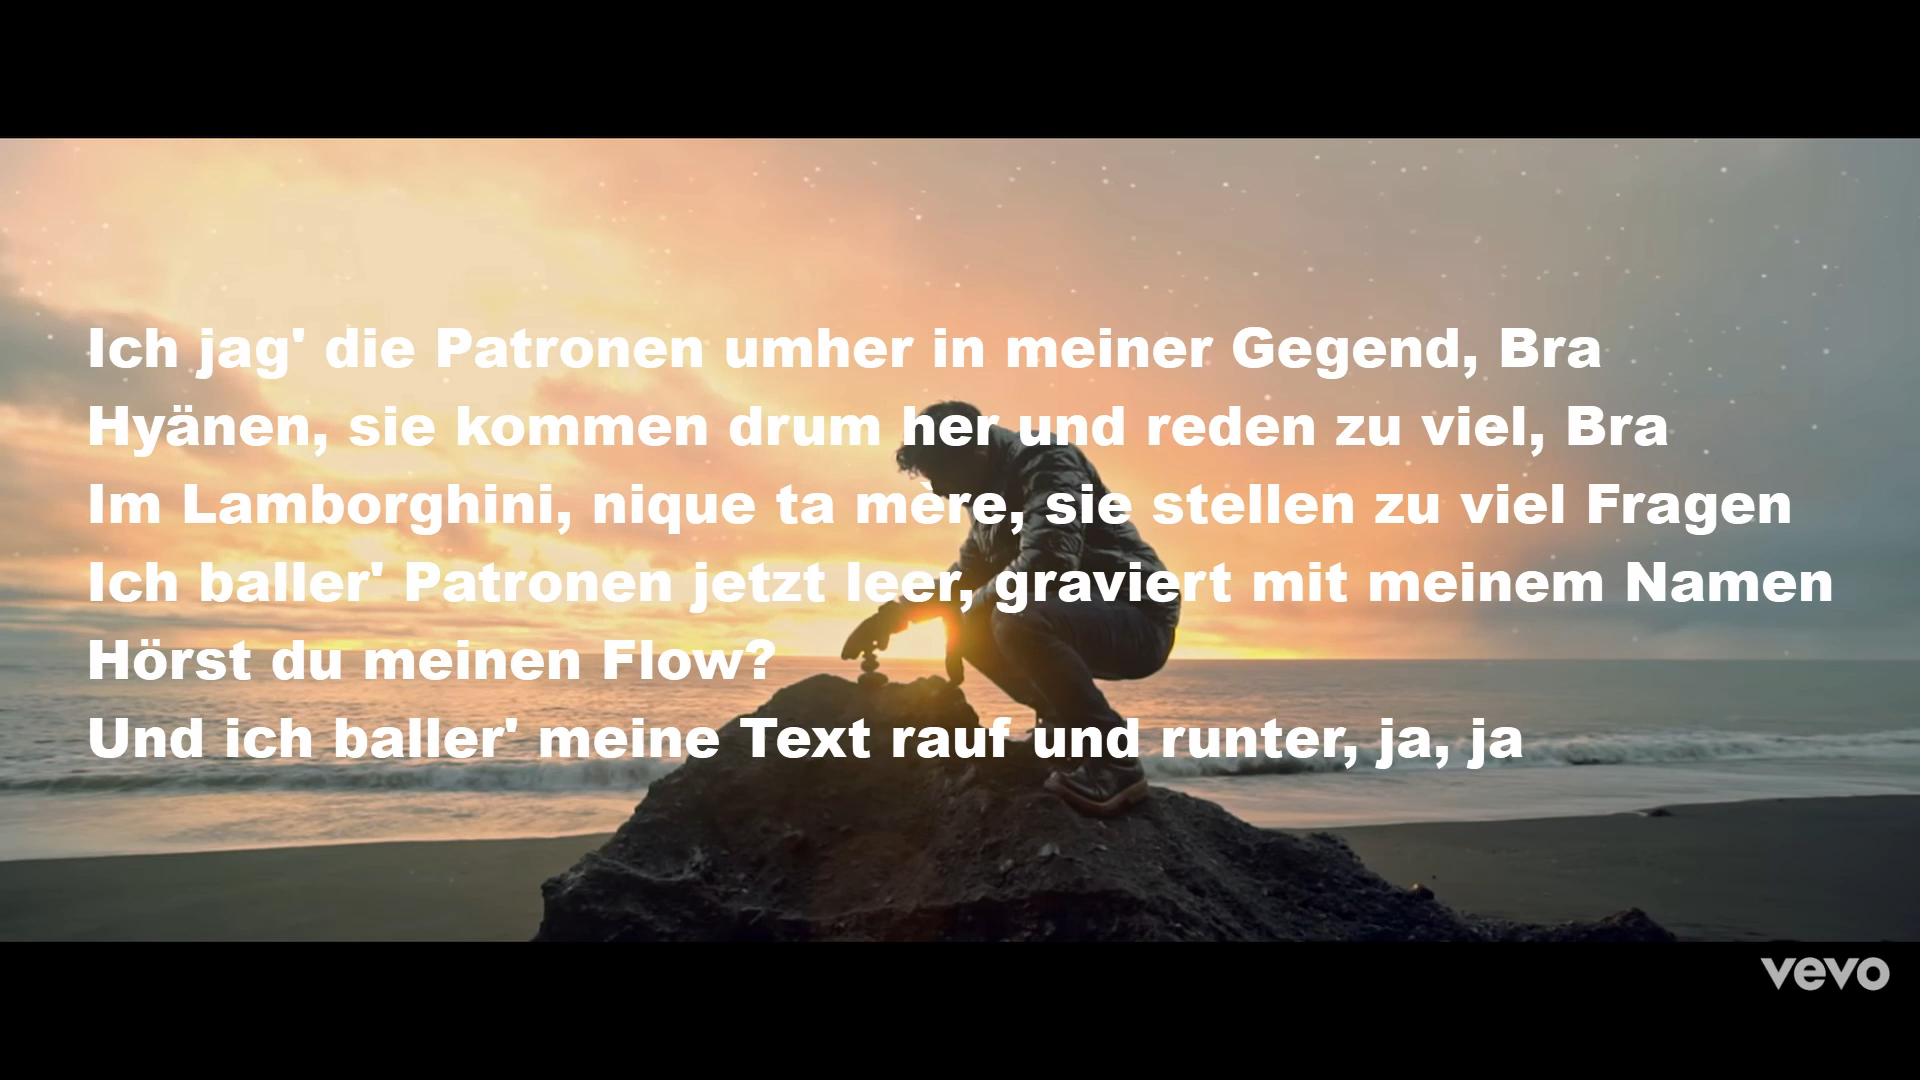 Ich jag' die Patronen umher in meiner Gegend, Bra
Hyänen, sie kommen drum her und reden zu viel, Bra
Im Lamborghini, nique ta mère, sie stellen zu viel Fragen
Ich baller' Patronen jetzt leer, graviert mit meinem Namen
Hörst du meinen Flow?
Und ich baller' meine Text rauf und runter, ja, ja
vevo